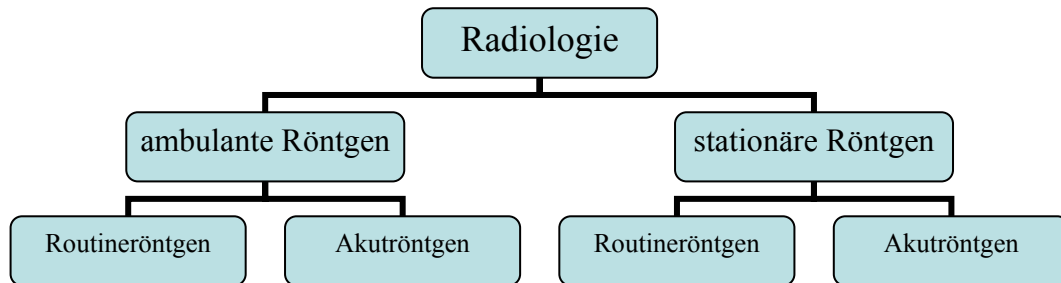 Radiologie
ambulante Röntgen
stationäre Röntgen
Routineröntgen
Akutröntgen
Routineröntgen
Akutröntgen